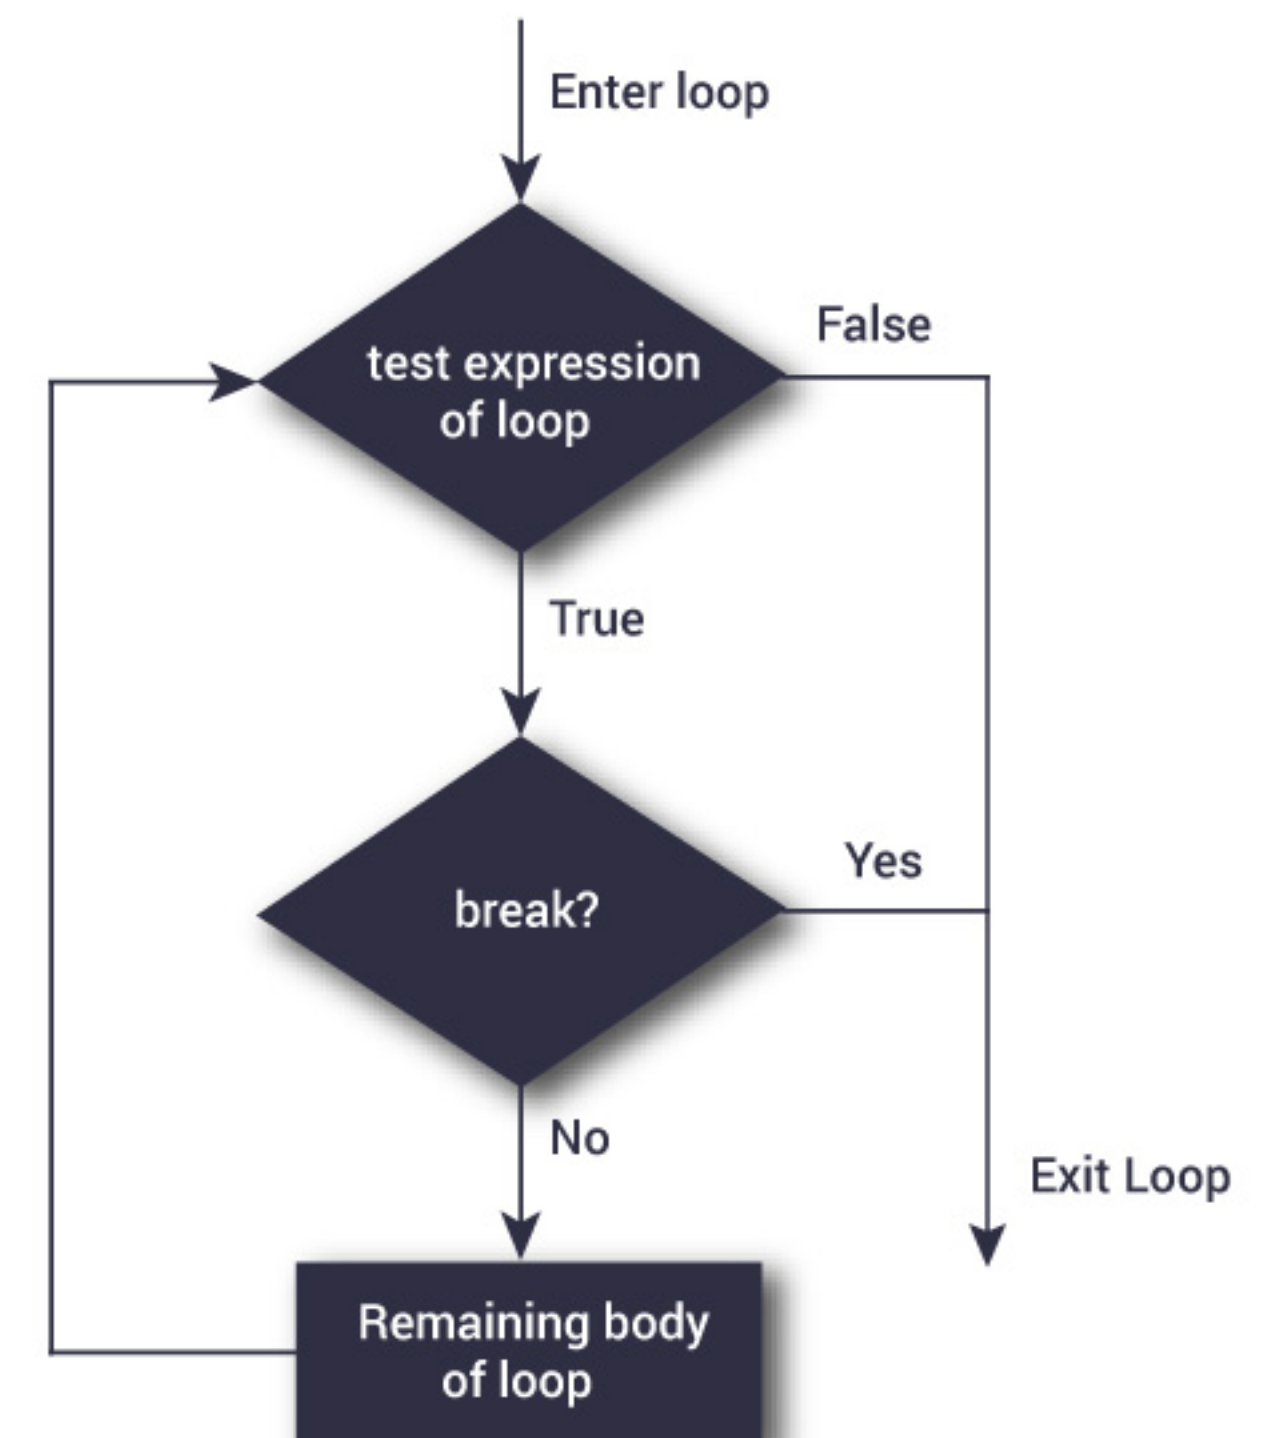 Enter loop
False
test expression
of loop
True
Yes
break?
No
Exit Loop
Remaining body
of loop